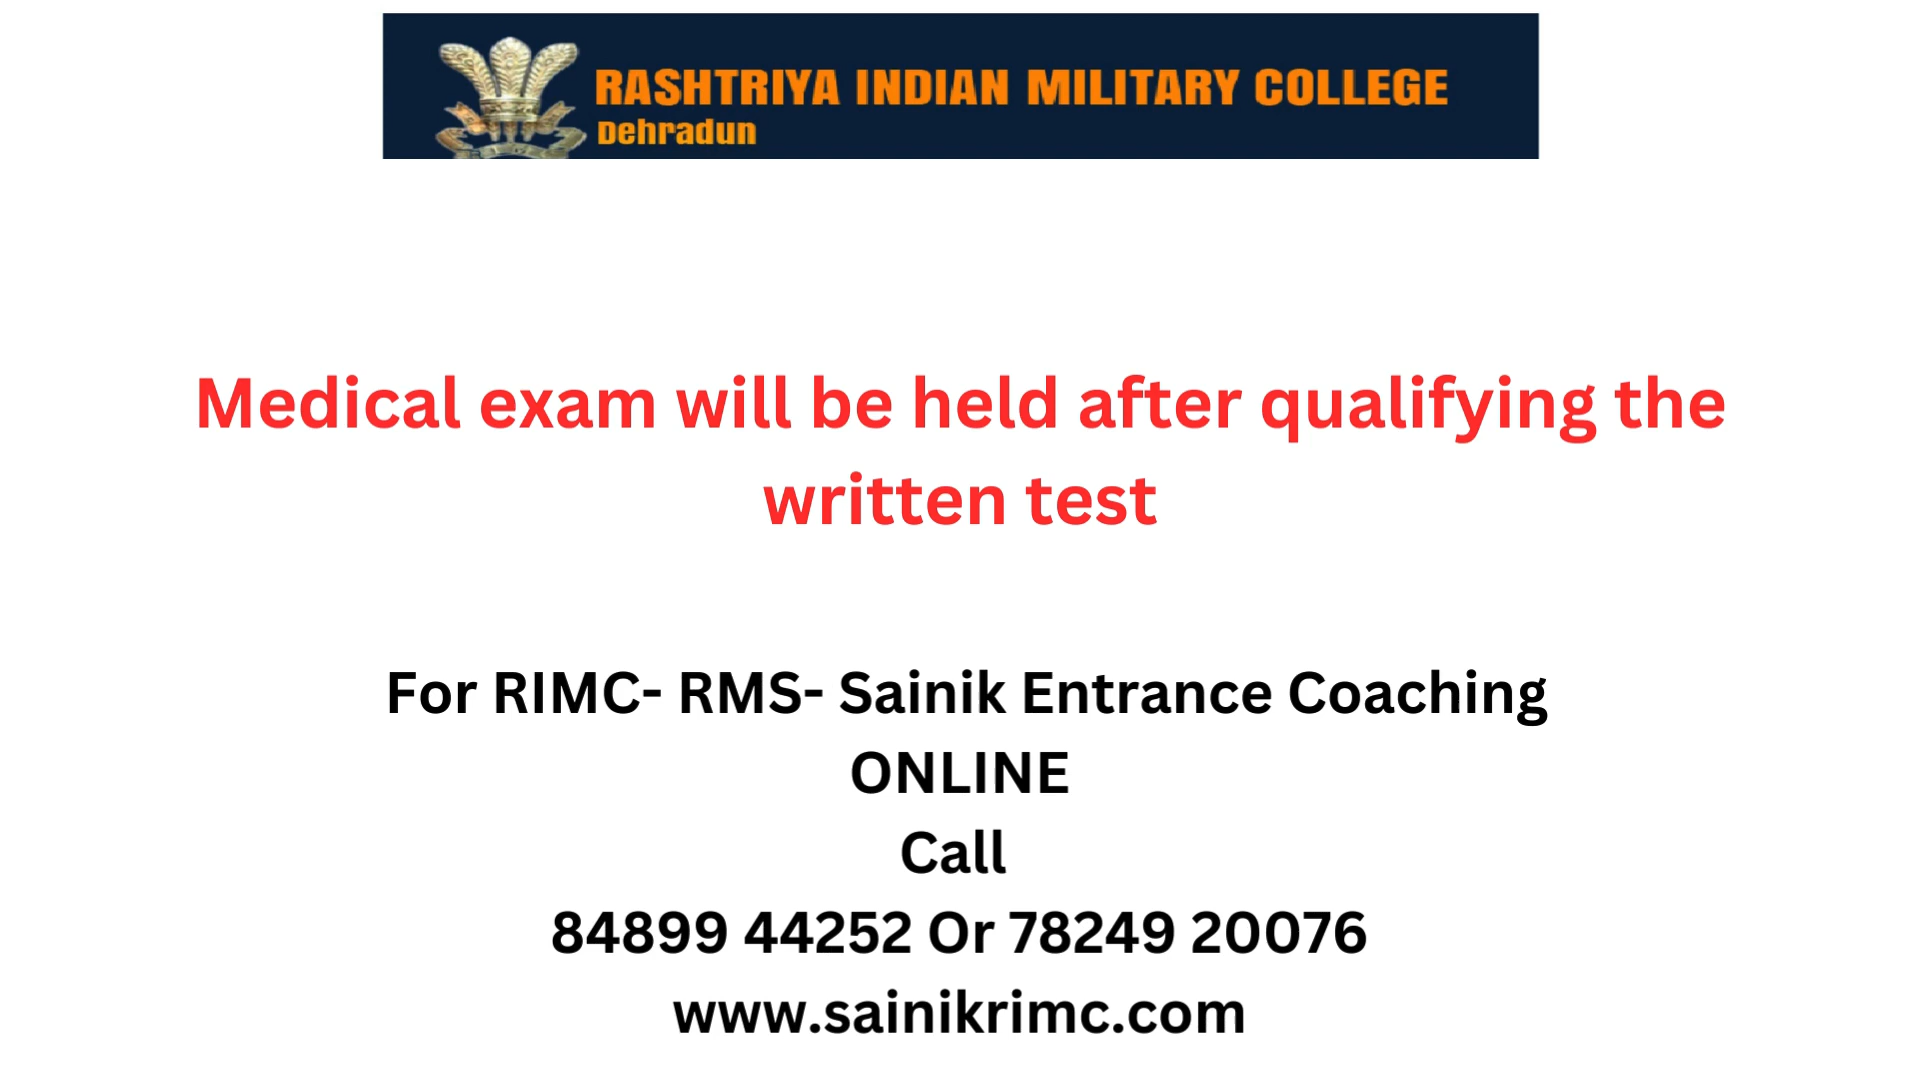 RASHTRIYA INDIAN MILITARY COLLEGE
Dehradun
Medical exam will be held after qualifying the
written test
For RIMC- RMS- Sainik Entrance Coaching
ONLINE
Call
84899 44252 Or 78249 20076
www.sainikrimc.com